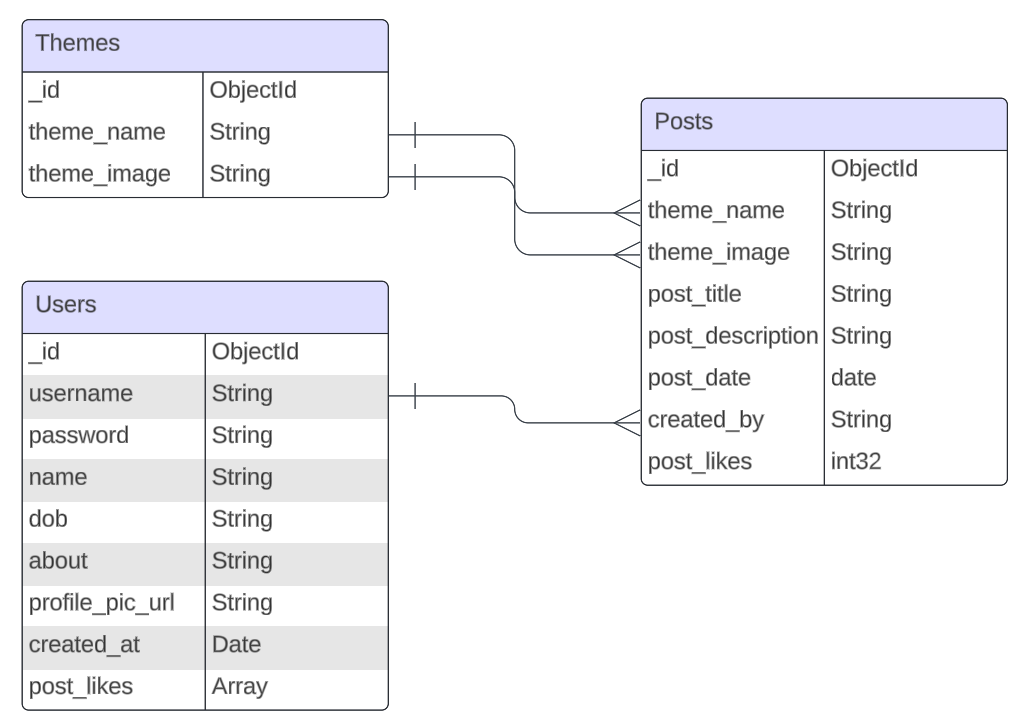 Themes
_id ObjectId
theme_name String
theme_image String
Posts
_id ObjectId
theme_name String
theme_image String
post_title String
post_description String
post_date date
created_by String
post_likes int32
Users
_id ObjectId
username String
password String
name String
dob String
about String
profile_pic_url String
created_at Date
post_likes Array